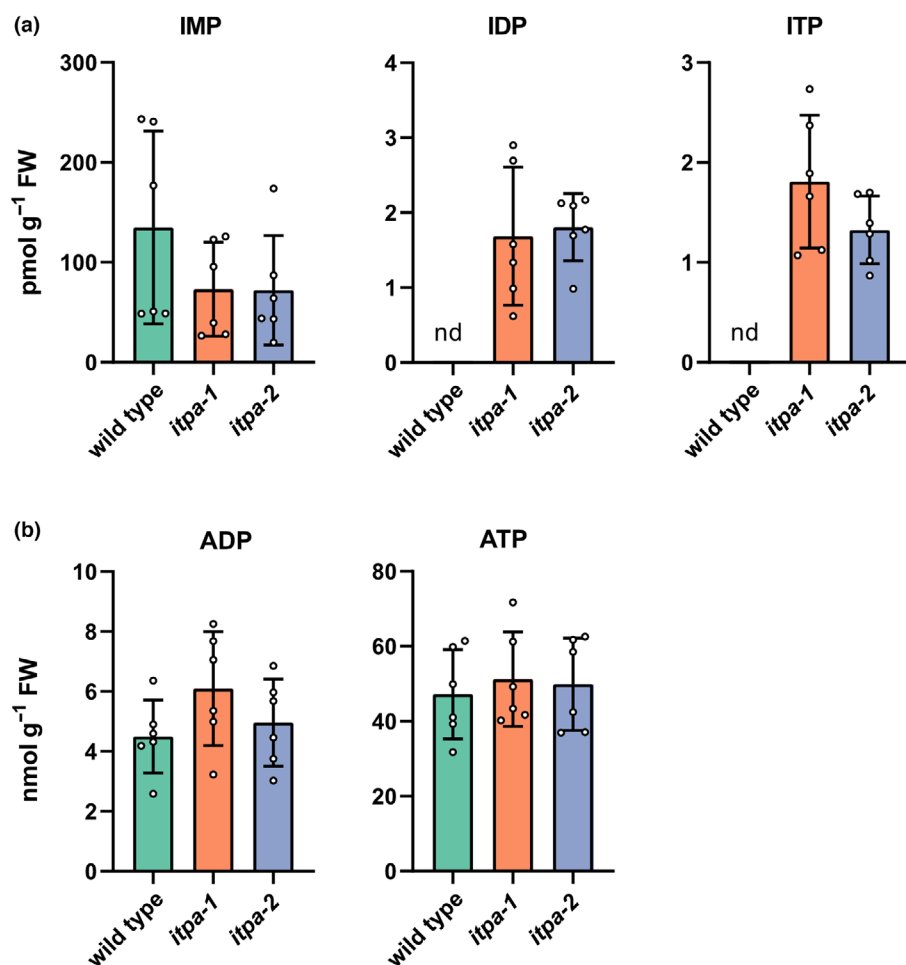 (a)
IMP
IDP
ITP
pmol g⁻¹ FW
300
200
100
0
wild type
itpa-1
itpa-2
4
3
2
1
0
nd
wild type
itpa-1
itpa-2
3
2
1
0
nd
wild type
itpa-1
itpa-2
(b)
ADP
ATP
nmol g⁻¹ FW
10
8
6
4
2
0
wild type
itpa-1
itpa-2
80
60
40
20
0
wild type
itpa-1
itpa-2